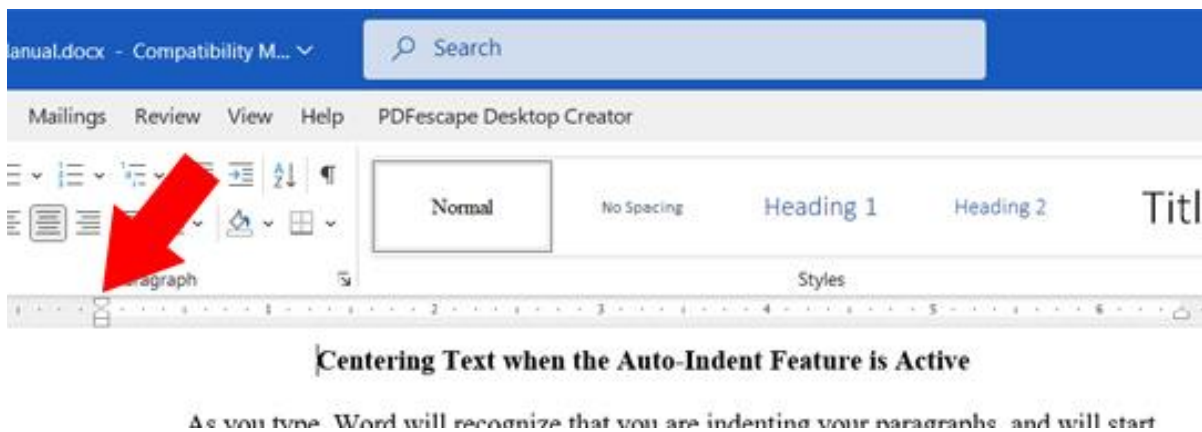 anual.docx - Compatibility M...
Search
Mailings Review View Help PDFescape Desktop Creator
Normal No Spacing Heading 1 Heading 2 Titl
ragraph Styles
1 2 3 4 5 6
Centering Text when the Auto-Indent Feature is Active
As you type, Word will recognize that you are indenting your paragraphs, and will start